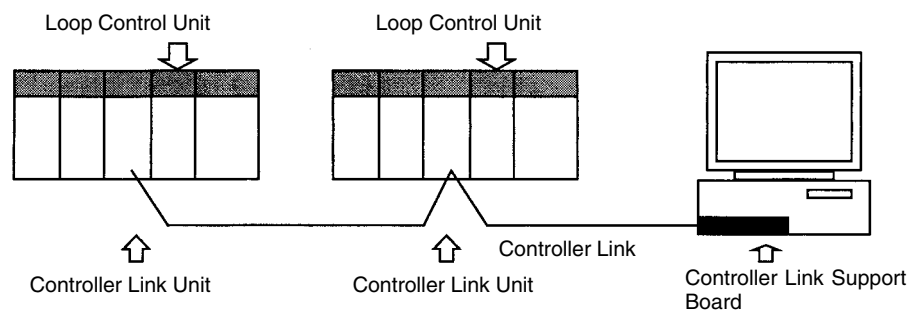 Loop Control Unit
Loop Control Unit
Controller Link
Controller Link Unit
Controller Link Unit
Controller Link Support
Board